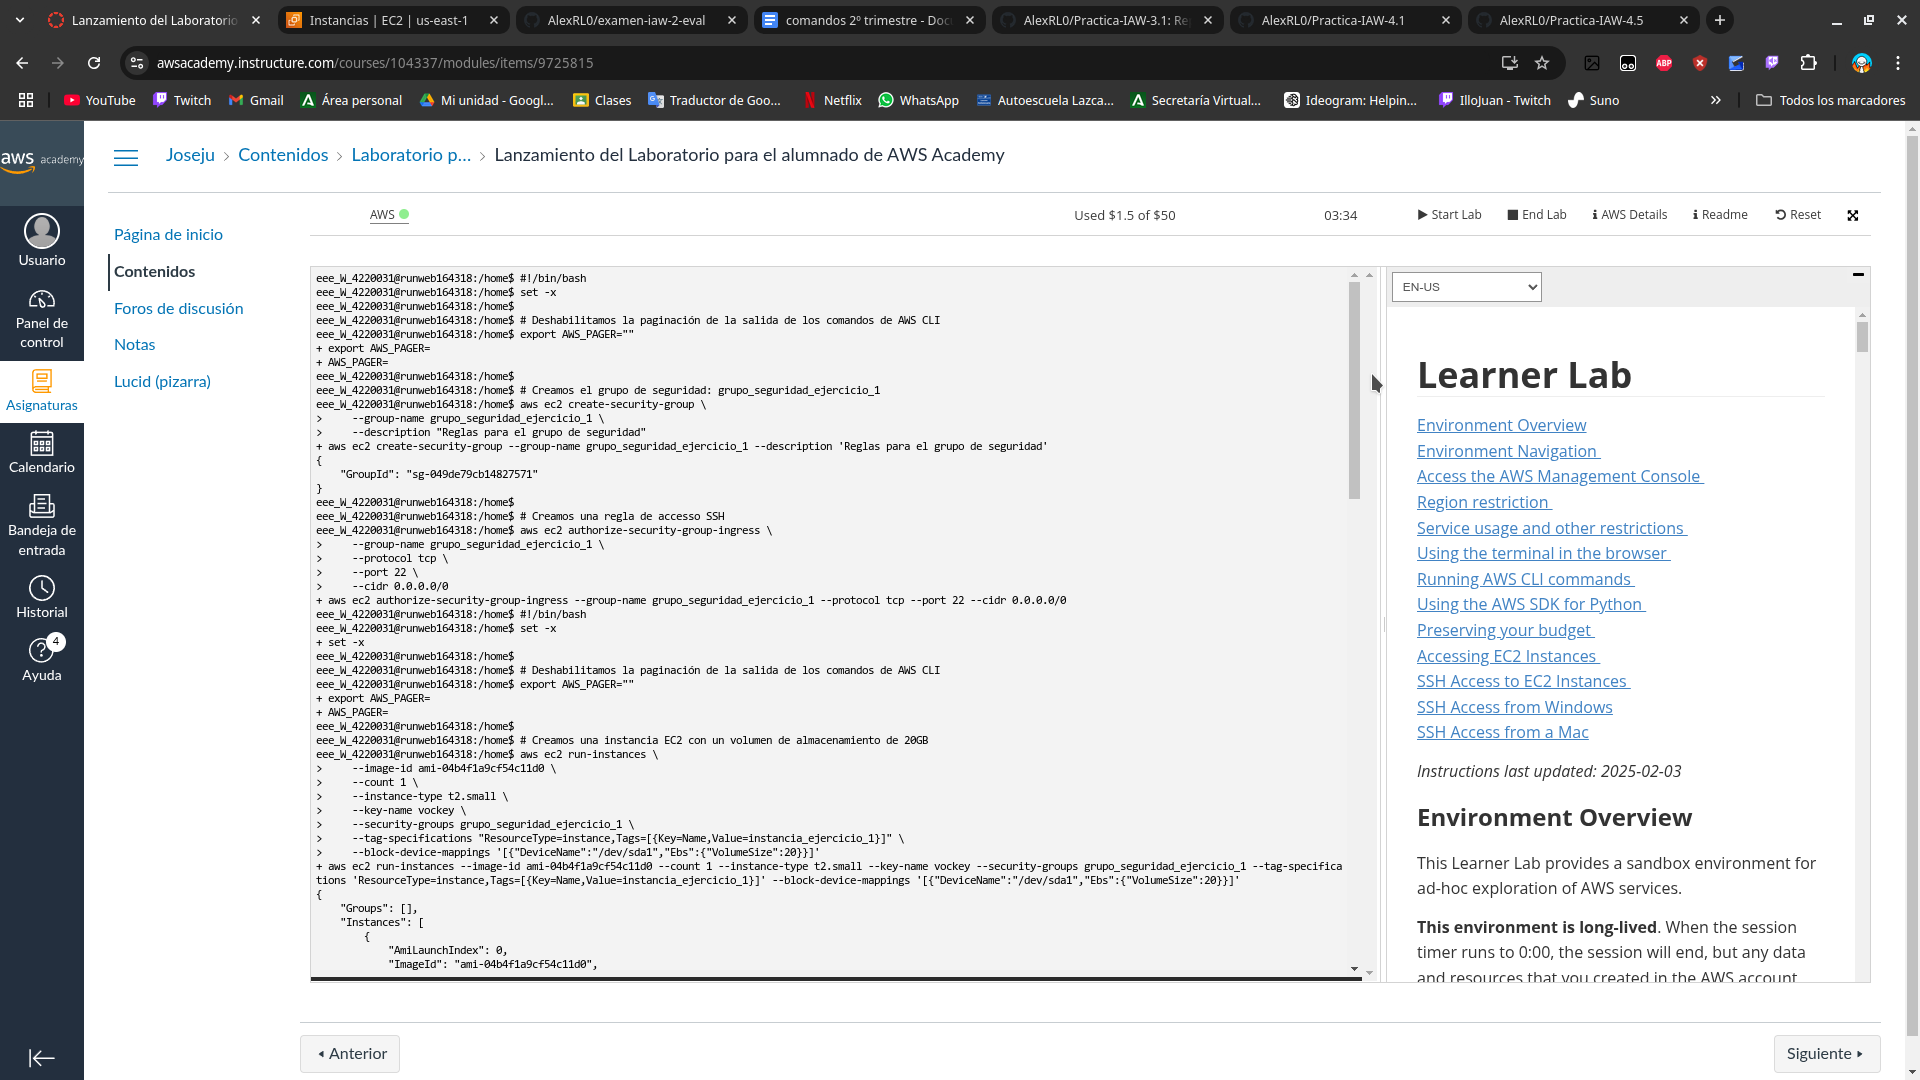 Lanzamiento del Laboratorio
Instancias | EC2 | us-east-1
AlexRL0/examen-iaw-2-eval
comandos 2º trimestre - Doc
AlexRL0/Practica-IAW-3.1: Re
AlexRL0/Practica-IAW-4.1
AlexRL0/Practica-IAW-4.5
awsacademy.instructure.com/courses/104337/modules/items/9725815
ABP
YouTube
Twitch
Gmail
Área personal
Mi unidad - Googl...
Clases
Traductor de Goo...
Netflix
WhatsApp
Autoescuela Lazca...
Secretaría Virtual...
Ideogram: Helpin...
IlloJuan - Twitch
Suno
Todos los marcadores
aws academy
Usuario
Panel de
control
Asignaturas
Calendario
Bandeja de
entrada
Historial
4
Ayuda
Joseju > Contenidos > Laboratorio p... > Lanzamiento del Laboratorio para el alumnado de AWS Academy
Página de inicio
Contenidos
Foros de discusión
Notas
Lucid (pizarra)
AWS
Used $1.5 of $50
03:34
Start Lab
End Lab
AWS Details
Readme
Reset
eee_W_4220031@runweb164318:/home$ #!/bin/bash
eee_W_4220031@runweb164318:/home$ set -x
eee_W_4220031@runweb164318:/home$
eee_W_4220031@runweb164318:/home$ # Deshabilitamos la paginación de la salida de los comandos de AWS CLI
eee_W_4220031@runweb164318:/home$ export AWS_PAGER=""
+ export AWS_PAGER=
+ AWS_PAGER=
eee_W_4220031@runweb164318:/home$
eee_W_4220031@runweb164318:/home$ # Creamos el grupo de seguridad: grupo_seguridad_ejercicio_1
eee_W_4220031@runweb164318:/home$ aws ec2 create-security-group \
>     --group-name grupo_seguridad_ejercicio_1 \
>     --description "Reglas para el grupo de seguridad"
+ aws ec2 create-security-group --group-name grupo_seguridad_ejercicio_1 --description 'Reglas para el grupo de seguridad'
{
    "GroupId": "sg-049de79cb14827571"
}
eee_W_4220031@runweb164318:/home$
eee_W_4220031@runweb164318:/home$ # Creamos una regla de accesso SSH
eee_W_4220031@runweb164318:/home$ aws ec2 authorize-security-group-ingress \
>     --group-name grupo_seguridad_ejercicio_1 \
>     --protocol tcp \
>     --port 22 \
>     --cidr 0.0.0.0/0
+ aws ec2 authorize-security-group-ingress --group-name grupo_seguridad_ejercicio_1 --protocol tcp --port 22 --cidr 0.0.0.0/0
eee_W_4220031@runweb164318:/home$ #!/bin/bash
eee_W_4220031@runweb164318:/home$ set -x
+ set -x
eee_W_4220031@runweb164318:/home$
eee_W_4220031@runweb164318:/home$ # Deshabilitamos la paginación de la salida de los comandos de AWS CLI
eee_W_4220031@runweb164318:/home$ export AWS_PAGER=""
+ export AWS_PAGER=
+ AWS_PAGER=
eee_W_4220031@runweb164318:/home$
eee_W_4220031@runweb164318:/home$ # Creamos una instancia EC2 con un volumen de almacenamiento de 20GB
eee_W_4220031@runweb164318:/home$ aws ec2 run-instances \
>     --image-id ami-04b4f1a9cf54c11d0 \
>     --count 1 \
>     --instance-type t2.small \
>     --key-name vockey \
>     --security-groups grupo_seguridad_ejercicio_1 \
>     --tag-specifications "ResourceType=instance,Tags=[{Key=Name,Value=instancia_ejercicio_1}]" \
>     --block-device-mappings '[{"DeviceName":"/dev/sda1","Ebs":{"VolumeSize":20}}]'
+ aws ec2 run-instances --image-id ami-04b4f1a9cf54c11d0 --count 1 --instance-type t2.small --key-name vockey --security-groups grupo_seguridad_ejercicio_1 --tag-specifica
tions 'ResourceType=instance,Tags=[{Key=Name,Value=instancia_ejercicio_1}]' --block-device-mappings '[{"DeviceName":"/dev/sda1","Ebs":{"VolumeSize":20}}]'
{
    "Groups": [],
    "Instances": [
        {
            "AmiLaunchIndex": 0,
            "ImageId": "ami-04b4f1a9cf54c11d0",
EN-US
Learner Lab
Environment Overview
Environment Navigation
Access the AWS Management Console
Region restriction
Service usage and other restrictions
Using the terminal in the browser
Running AWS CLI commands
Using the AWS SDK for Python
Preserving your budget
Accessing EC2 Instances
SSH Access to EC2 Instances
SSH Access from Windows
SSH Access from a Mac
Instructions last updated: 2025-02-03
Environment Overview
This Learner Lab provides a sandbox environment for
ad-hoc exploration of AWS services.
This environment is long-lived. When the session
timer runs to 0:00, the session will end, but any data
and resources that you created in the AWS account
Anterior
Siguiente